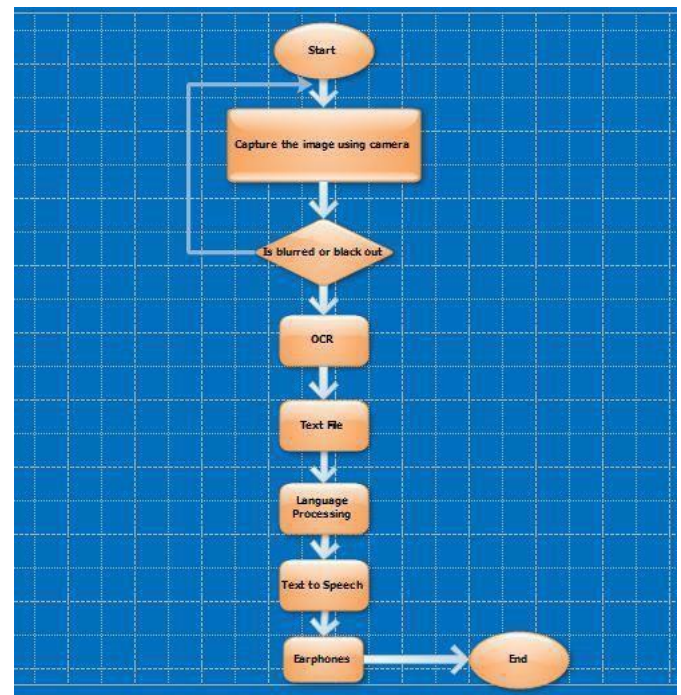 Start
Capture the image using camera
Is blurred or black out
OCR
Text File
Language
Processing
Text to Speech
Earphones
End